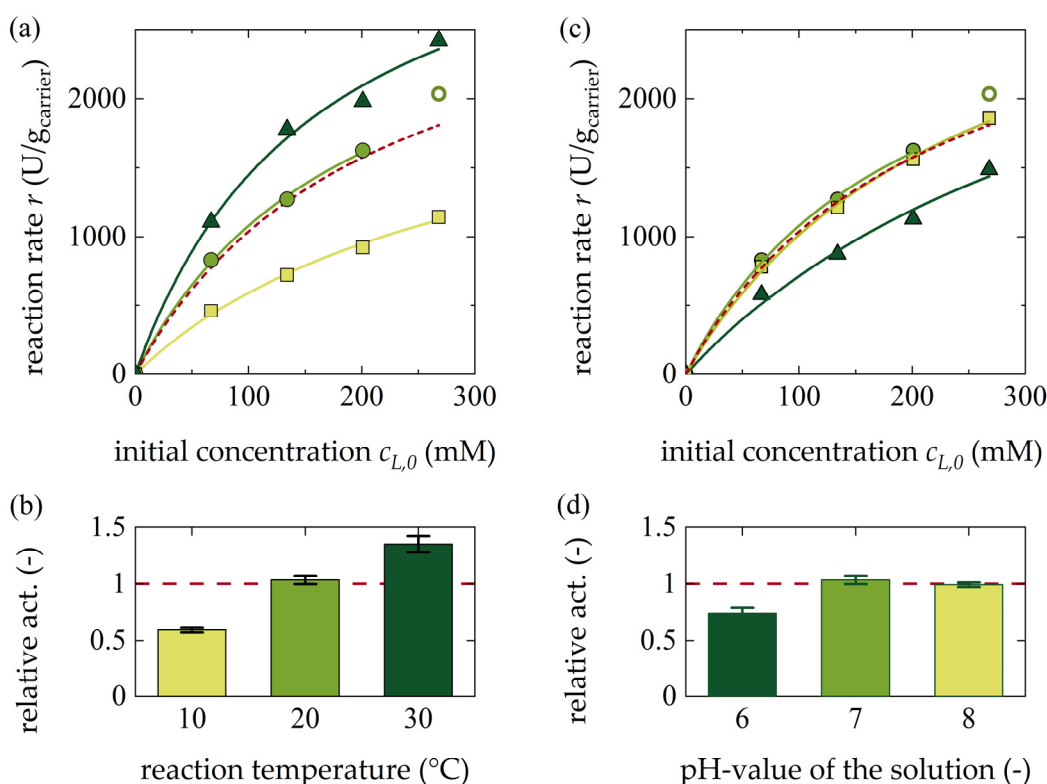 (a)
reaction rate r (U/g_carrier)
2000
1000
0
0 100 200 300
initial concentration c_L,0 (mM)
(c)
reaction rate r (U/g_carrier)
2000
1000
0
0 100 200 300
initial concentration c_L,0 (mM)
(b)
relative act. (-)
1.5
1
0.5
0
10 20 30
reaction temperature (°C)
(d)
relative act. (-)
1.5
1
0.5
0
6 7 8
pH-value of the solution (-)